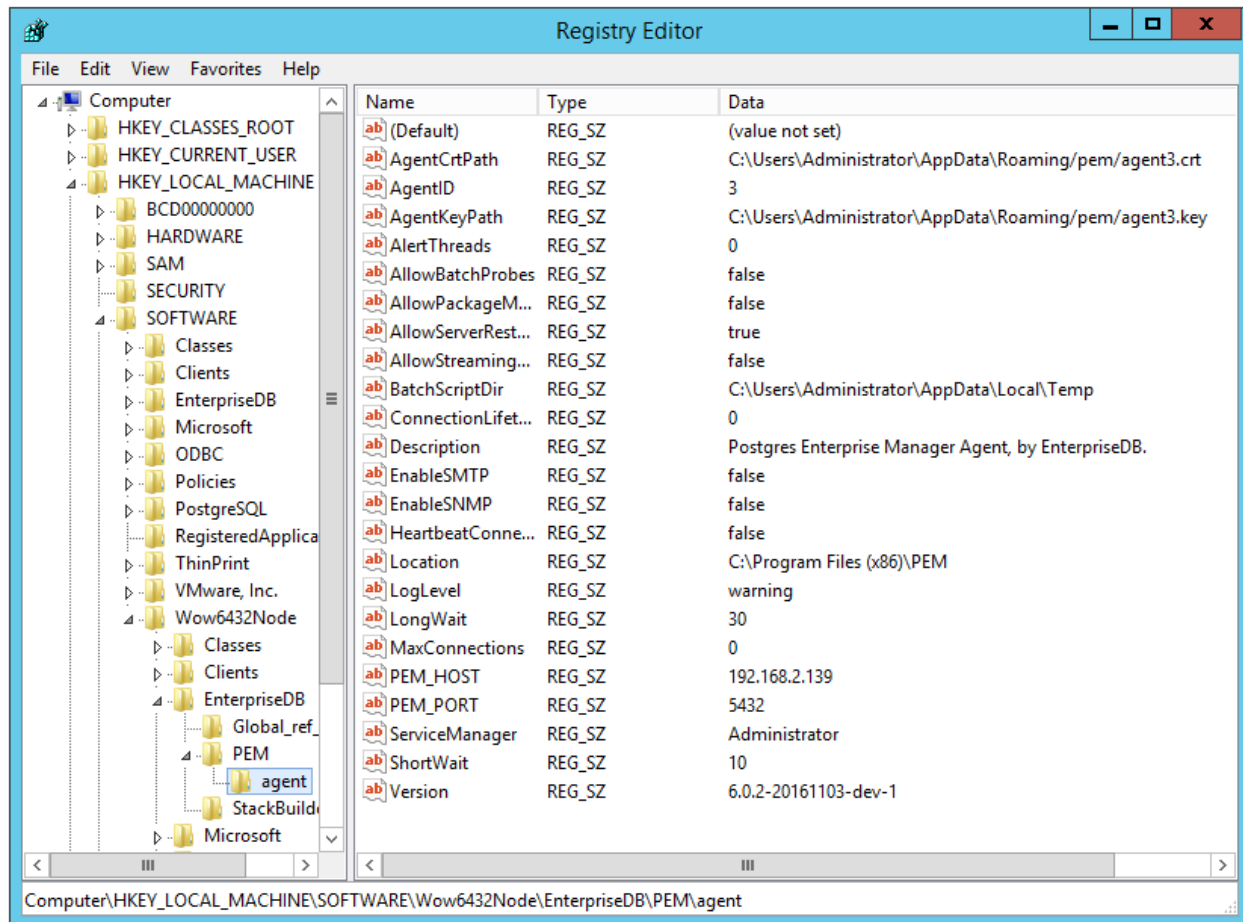 Registry Editor
File Edit View Favorites Help
Computer
HKEY_CLASSES_ROOT
HKEY_CURRENT_USER
HKEY_LOCAL_MACHINE
BCD00000000
HARDWARE
SAM
SECURITY
SOFTWARE
Classes
Clients
EnterpriseDB
Microsoft
ODBC
Policies
PostgreSQL
RegisteredApplica
ThinPrint
VMware, Inc.
Wow6432Node
Classes
Clients
EnterpriseDB
Global_ref_
PEM
agent
StackBuild
Microsoft
Name Type Data
(Default) REG_SZ (value not set)
AgentCrtPath REG_SZ C:\Users\Administrator\AppData\Roaming/pem/agent3.crt
AgentID REG_SZ 3
AgentKeyPath REG_SZ C:\Users\Administrator\AppData\Roaming/pem/agent3.key
AlertThreads REG_SZ 0
AllowBatchProbes REG_SZ false
AllowPackageM... REG_SZ false
AllowServerRest... REG_SZ true
AllowStreaming... REG_SZ false
BatchScriptDir REG_SZ C:\Users\Administrator\AppData\Local\Temp
ConnectionLifet... REG_SZ 0
Description REG_SZ Postgres Enterprise Manager Agent, by EnterpriseDB.
EnableSMTP REG_SZ false
EnableSNMP REG_SZ false
HeartbeatConne... REG_SZ false
Location REG_SZ C:\Program Files (x86)\PEM
LogLevel REG_SZ warning
LongWait REG_SZ 30
MaxConnections REG_SZ 0
PEM_HOST REG_SZ 192.168.2.139
PEM_PORT REG_SZ 5432
ServiceManager REG_SZ Administrator
ShortWait REG_SZ 10
Version REG_SZ 6.0.2-20161103-dev-1
Computer\HKEY_LOCAL_MACHINE\SOFTWARE\Wow6432Node\EnterpriseDB\PEM\agent